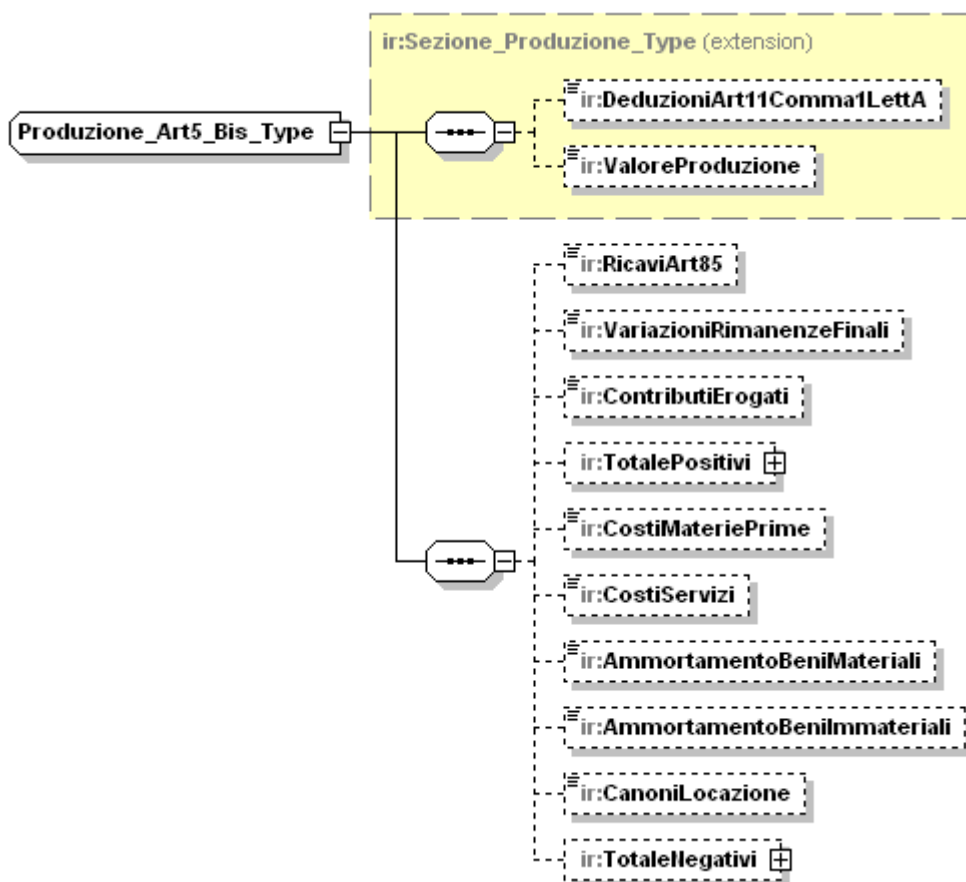 ir:Sezione_Produzione_Type (extension)
ir:DeduzioniArt11Comma1LettA
Produzione_Art5_Bis_Type
ir:ValoreProduzione
ir:RicaviArt85
ir:VariazioniRimanenzeFinali
ir:ContributiErogati
ir:TotalePositivi
ir:CostiMateriePrime
ir:CostiServizi
ir:AmmortamentoBeniMateriali
ir:AmmortamentoBeniImmateriali
ir:CanoniLocazione
ir:TotaleNegativi